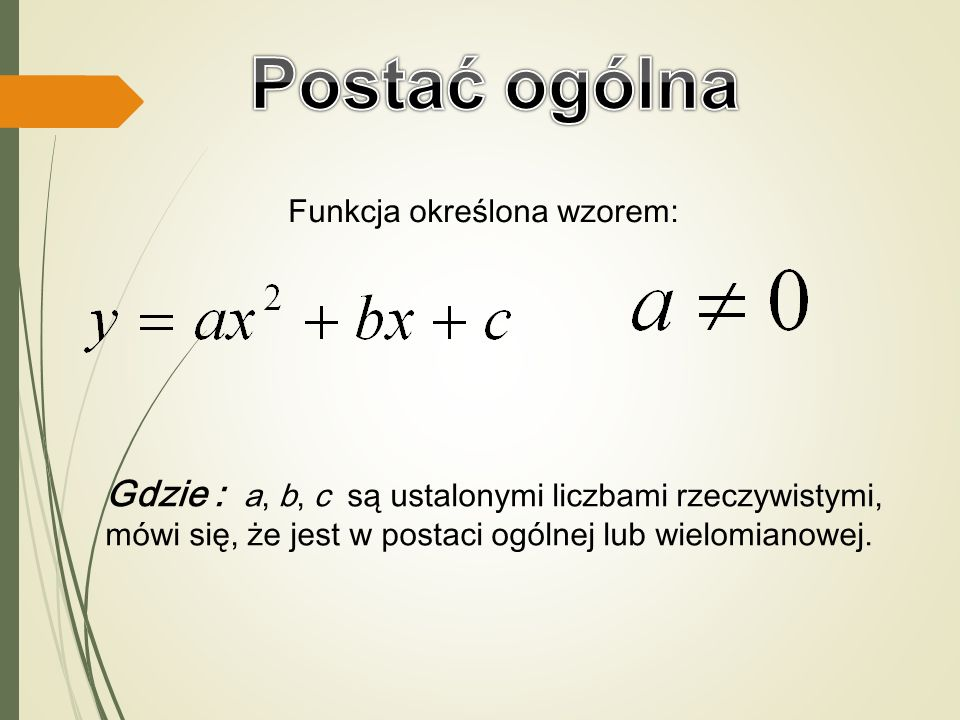 Postać ogólna
Funkcja określona wzorem:
y = ax² + bx + c    a ≠ 0
Gdzie : a, b, c są ustalonymi liczbami rzeczywistymi,
mówi się, że jest w postaci ogólnej lub wielomianowej.